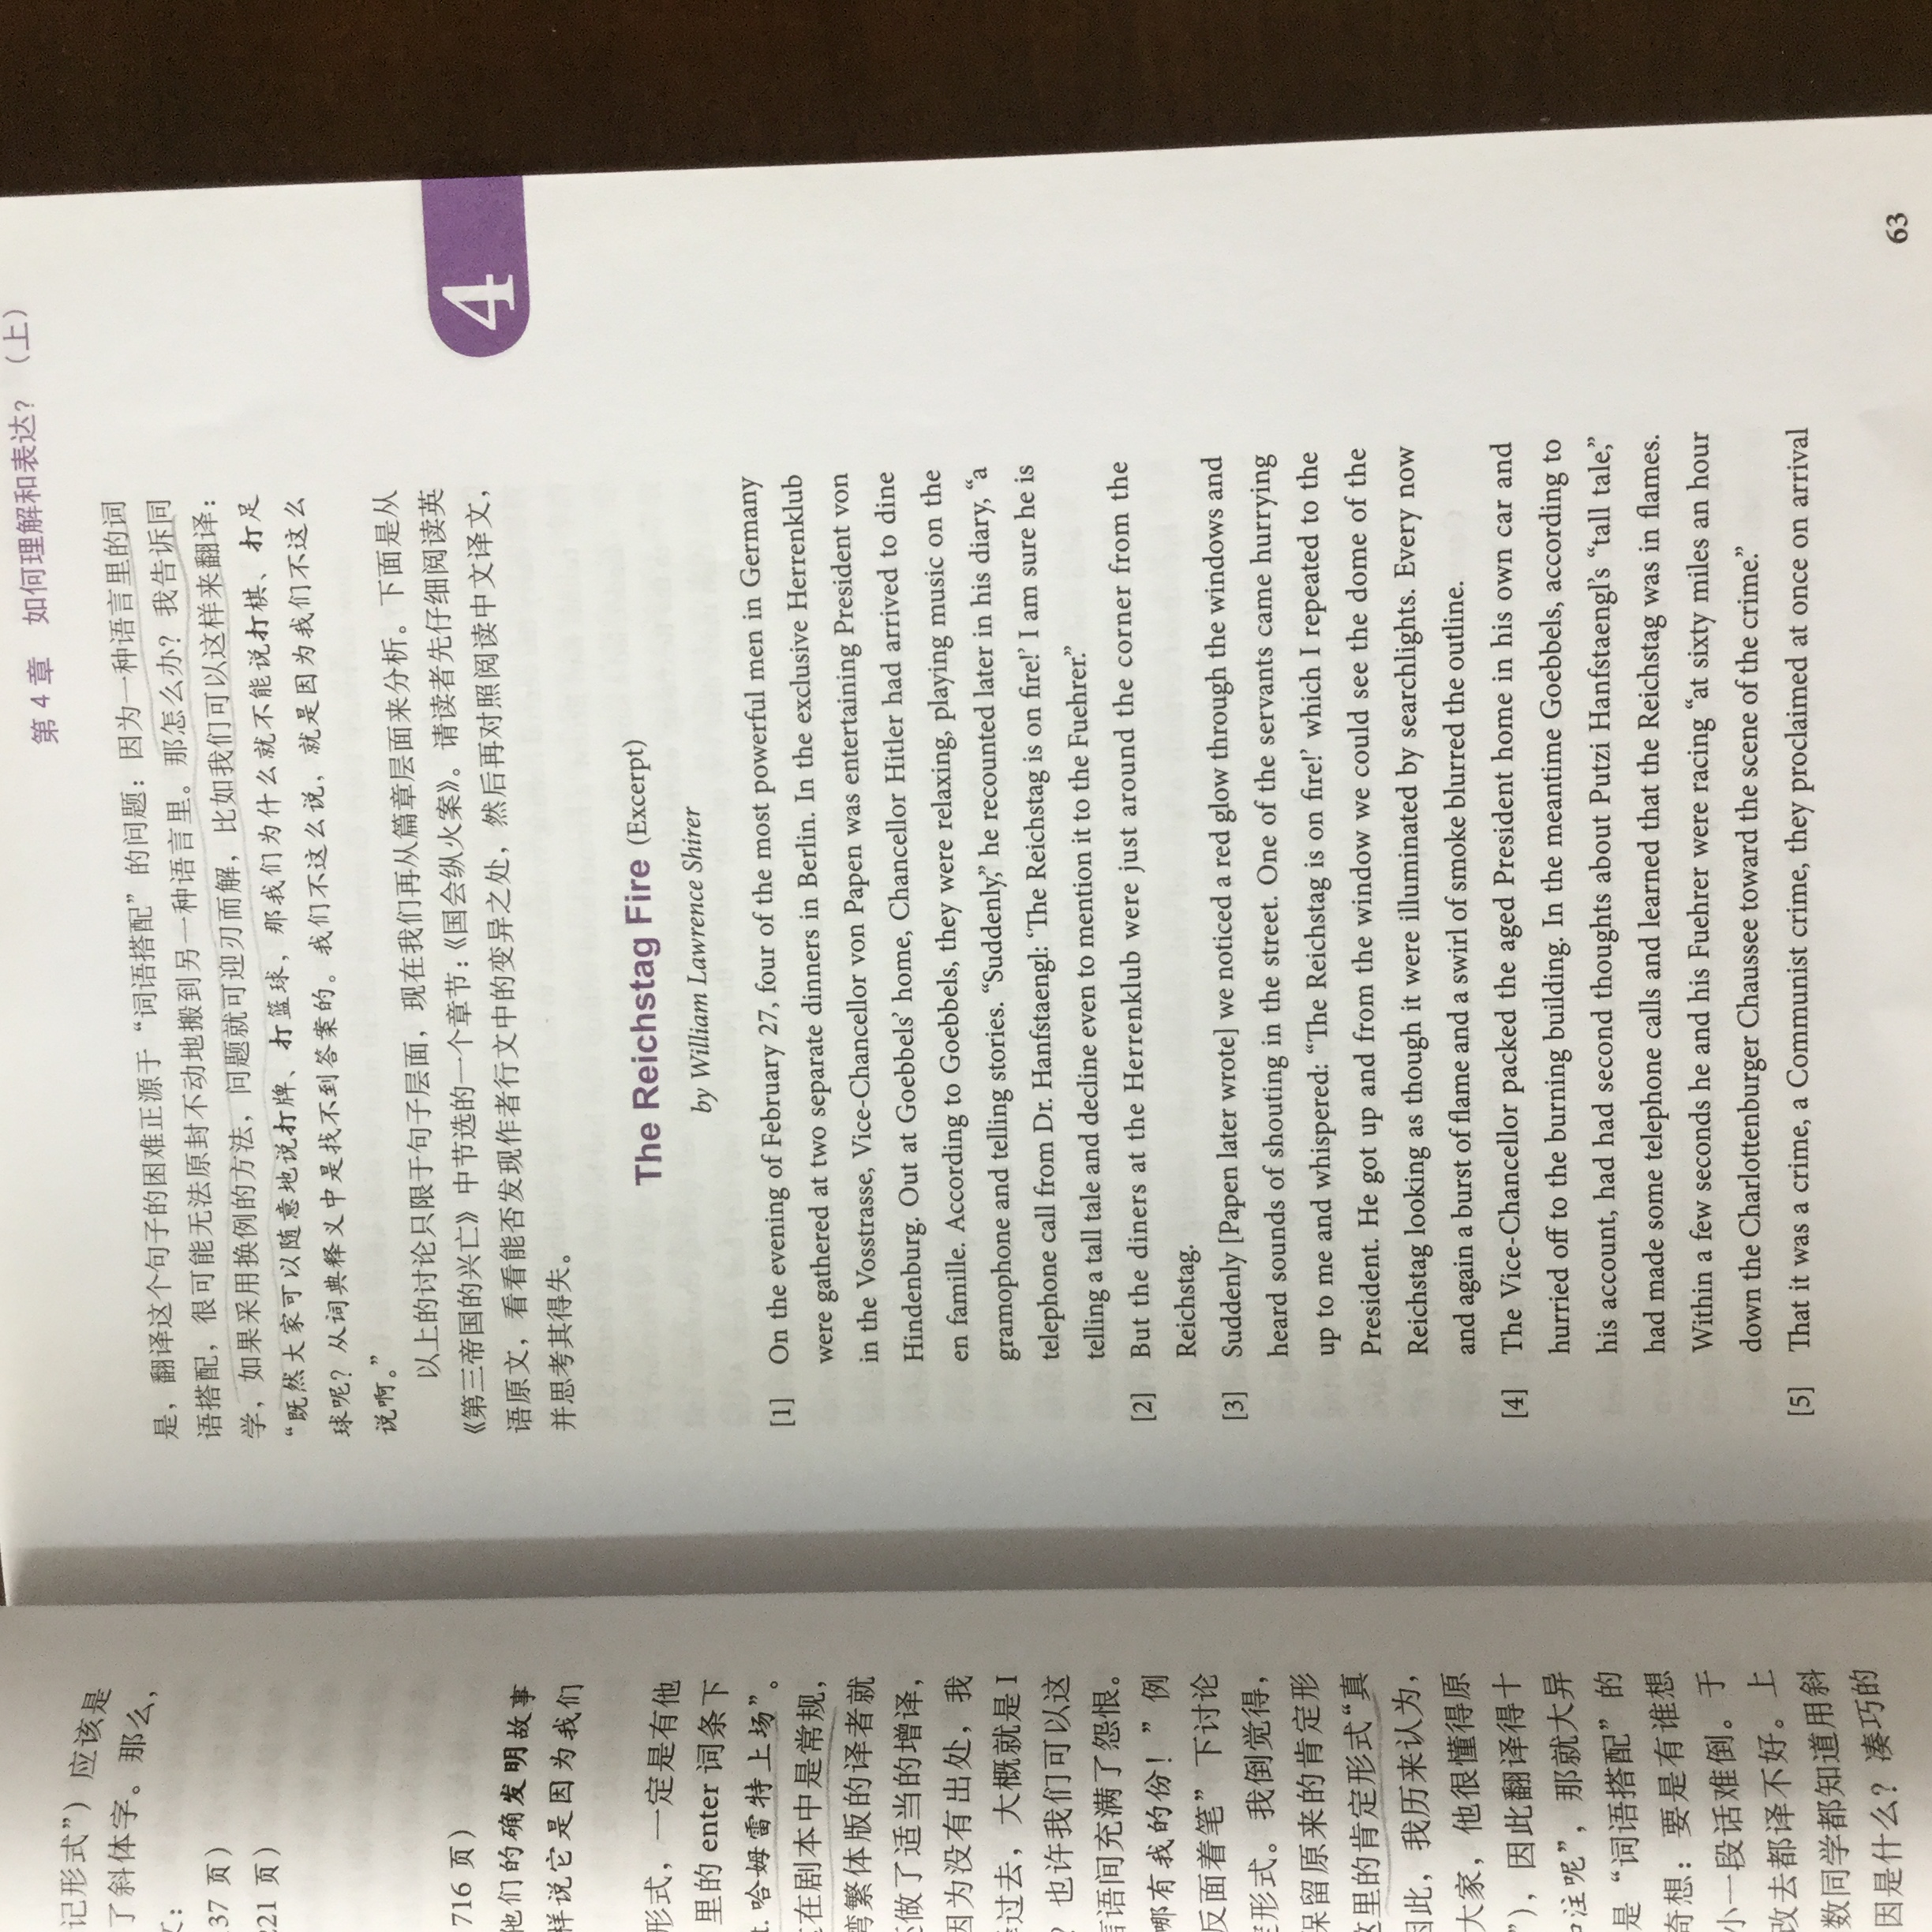 记形式”）应该是
了斜体字。那么，
37 页）
21 页）
716 页）
他们的确发明故事
样说它是因为我们
形式，一定是有他
里的 enter 词条下
t. 哈姆雷特上场”。
在剧本中是常规，
湾繁体版的译者就
做了适当的增译，
因为没有出处，我
过去，大概就是 I
？也许我们可以这
言语间充满了怨恨。
哪有我的份！”例
反面着笔”下讨论
形式。我倒觉得，
保留原来的肯定形
这里的肯定形式“真
因此，我历来认为，
大家，他很懂得原
”），因此翻译得十
注呢”，那就大异
是“词语搭配”的
奇想：要是有谁想
小一段话难倒。于
改去都译不好。上
数同学都知道用斜
因是什么？凑巧的
第 4 章 如何理解和表达？（上）
是，翻译这个句子的困难正源于“词语搭配”的问题：因为一种语言里的词
语搭配，很可能无法原封不动地搬到另一种语言里。那怎么办？我告诉同
学，如果采用换例的方法，问题就可迎刃而解，比如我们可以这样来翻译：
“既然大家可以随意地说打牌、打篮球，那我们为什么就不能说打棋、打足
球呢？从词典释义中是找不到答案的。我们不这么说，就是因为我们不这么
说啊。”
以上的讨论只限于句子层面，现在我们再从篇章层面来分析。下面是从
《第三帝国的兴亡》中节选的一个章节：《国会纵火案》。请读者先仔细阅读英
语原文，看看能否发现作者行文中的变异之处，然后再对照阅读中文译文，
并思考其得失。
4
The Reichstag Fire (Excerpt)
by William Lawrence Shirer
[1] On the evening of February 27, four of the most powerful men in Germany
were gathered at two separate dinners in Berlin. In the exclusive Herrenklub
in the Vosstrasse, Vice-Chancellor von Papen was entertaining President von
Hindenburg. Out at Goebbels’ home, Chancellor Hitler had arrived to dine
en famille. According to Goebbels, they were relaxing, playing music on the
gramophone and telling stories. “Suddenly,” he recounted later in his diary, “a
telephone call from Dr. Hanfstaengl: ‘The Reichstag is on fire!’ I am sure he is
telling a tall tale and decline even to mention it to the Fuehrer.”
[2] But the diners at the Herrenklub were just around the corner from the
Reichstag.
[3] Suddenly [Papen later wrote] we noticed a red glow through the windows and
heard sounds of shouting in the street. One of the servants came hurrying
up to me and whispered: “The Reichstag is on fire!’ which I repeated to the
President. He got up and from the window we could see the dome of the
Reichstag looking as though it were illuminated by searchlights. Every now
and again a burst of flame and a swirl of smoke blurred the outline.
[4] The Vice-Chancellor packed the aged President home in his own car and
hurried off to the burning building. In the meantime Goebbels, according to
his account, had had second thoughts about Putzi Hanfstaengl’s “tall tale,”
had made some telephone calls and learned that the Reichstag was in flames.
Within a few seconds he and his Fuehrer were racing “at sixty miles an hour
down the Charlottenburger Chaussee toward the scene of the crime.”
[5] That it was a crime, a Communist crime, they proclaimed at once on arrival
63